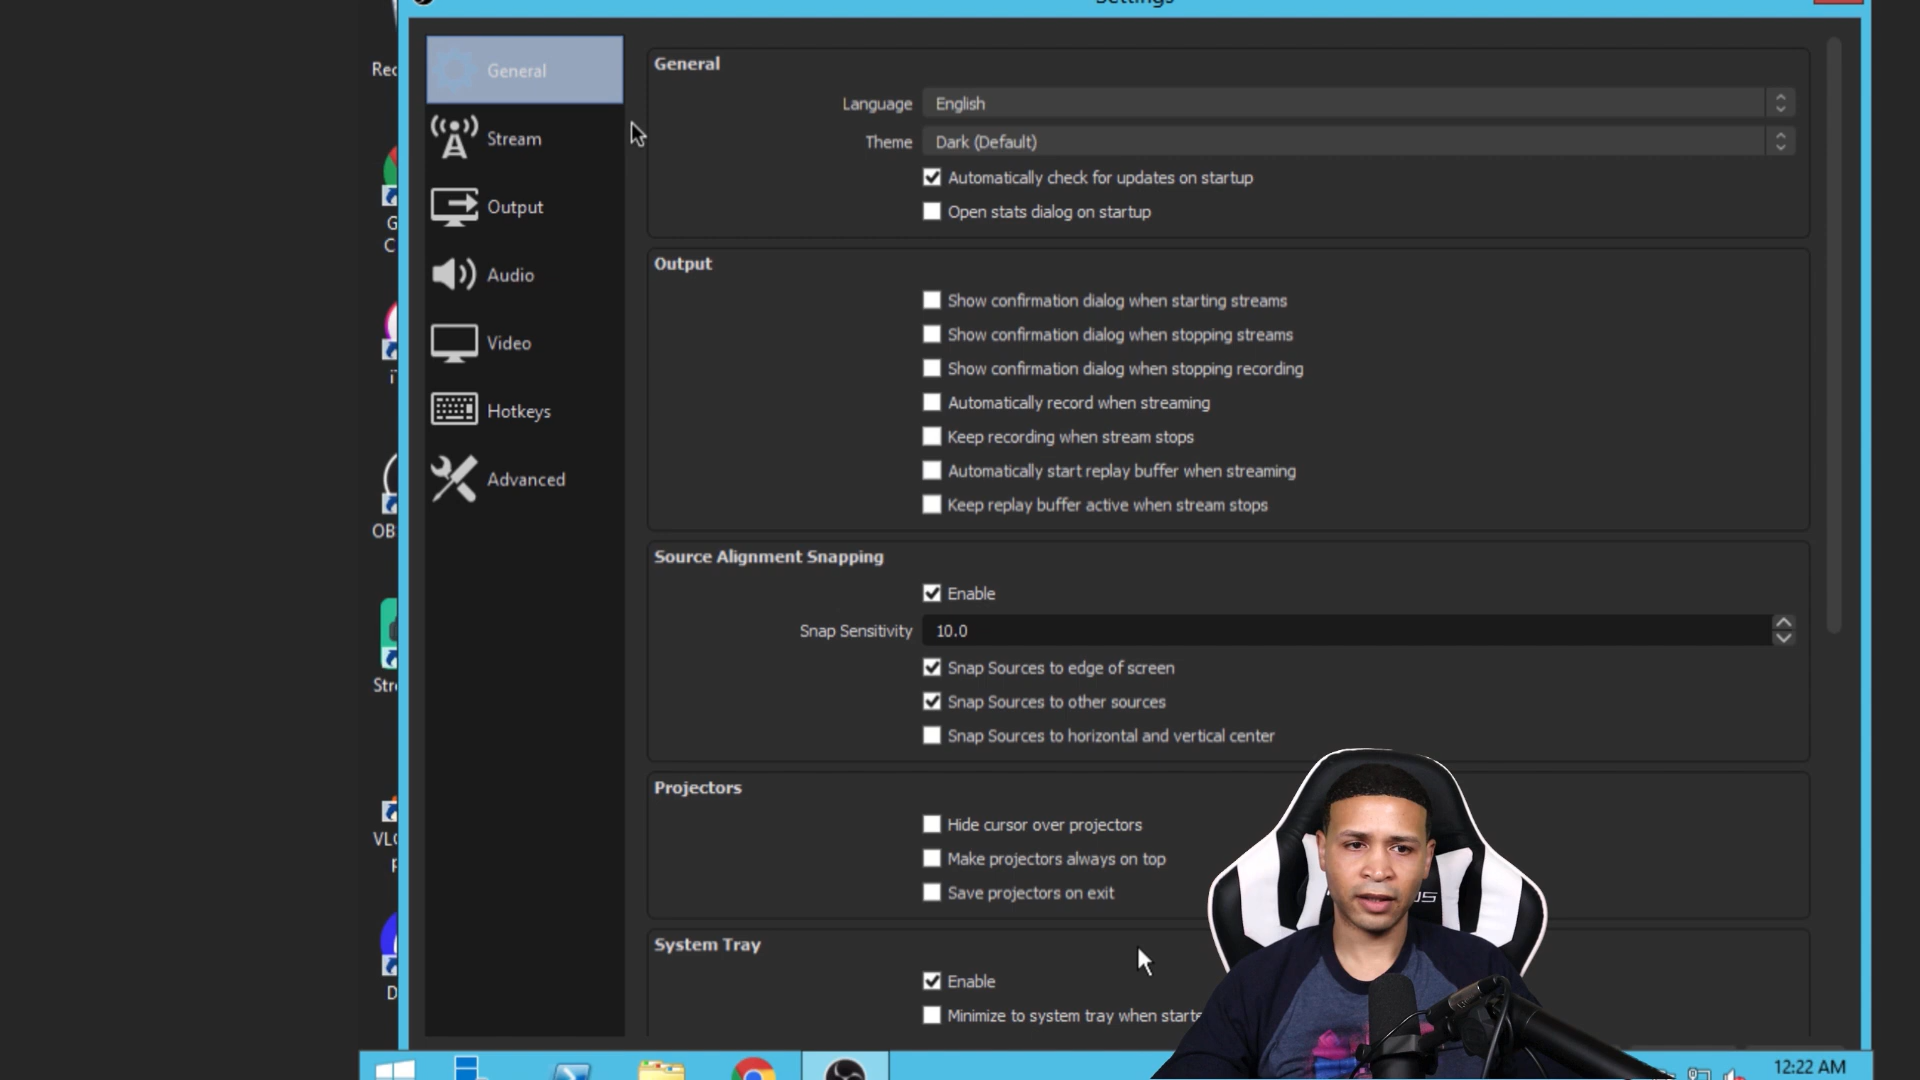 Settings
General
Stream
Output
Audio
Video
Hotkeys
Advanced
General
Language English
Theme Dark (Default)
Automatically check for updates on startup
Open stats dialog on startup
Output
Show confirmation dialog when starting streams
Show confirmation dialog when stopping streams
Show confirmation dialog when stopping recording
Automatically record when streaming
Keep recording when stream stops
Automatically start replay buffer when streaming
Keep replay buffer active when stream stops
Source Alignment Snapping
Enable
Snap Sensitivity 10.0
Snap Sources to edge of screen
Snap Sources to other sources
Snap Sources to horizontal and vertical center
Projectors
Hide cursor over projectors
Make projectors always on top
Save projectors on exit
System Tray
Enable
Minimize to system tray when starte
Rec
G
C
OB
Str
VLC
D
12:22 AM